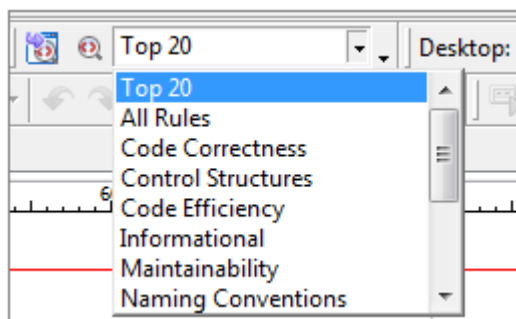 Top 20
Desktop:
Top 20
All Rules
Code Correctness
Control Structures
Code Efficiency
Informational
Maintainability
Naming Conventions